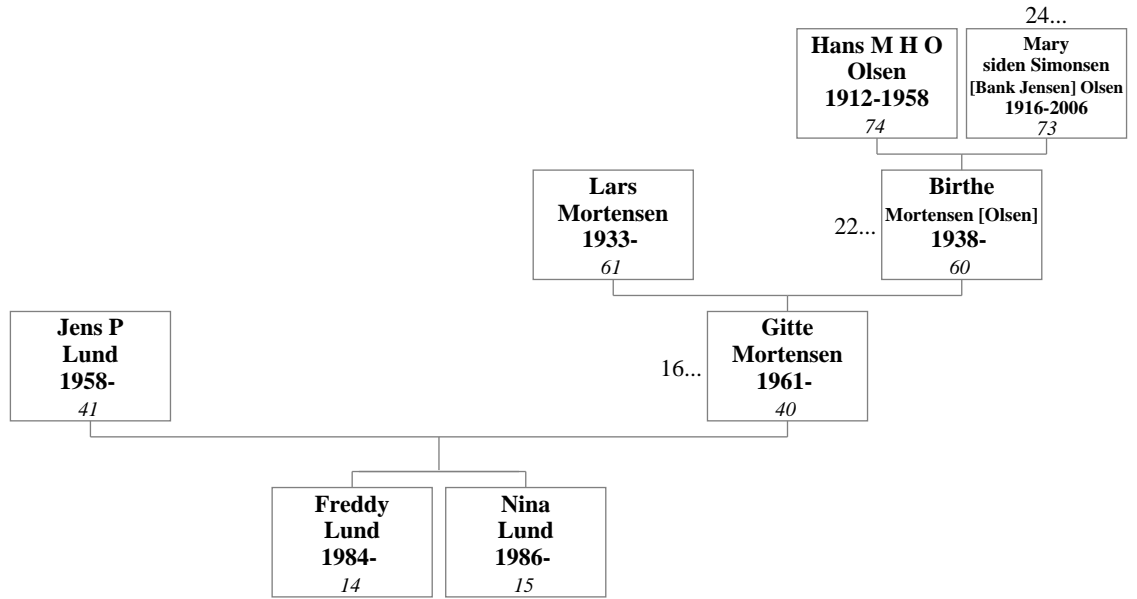 24...
Hans M H O
Olsen
1912-1958
74
Mary
siden Simonsen
[Bank Jensen] Olsen
1916-2006
73
Lars
Mortensen
1933-
61
22...
Birthe
Mortensen [Olsen]
1938-
60
Jens P
Lund
1958-
41
16...
Gitte
Mortensen
1961-
40
Freddy
Lund
1984-
14
Nina
Lund
1986-
15